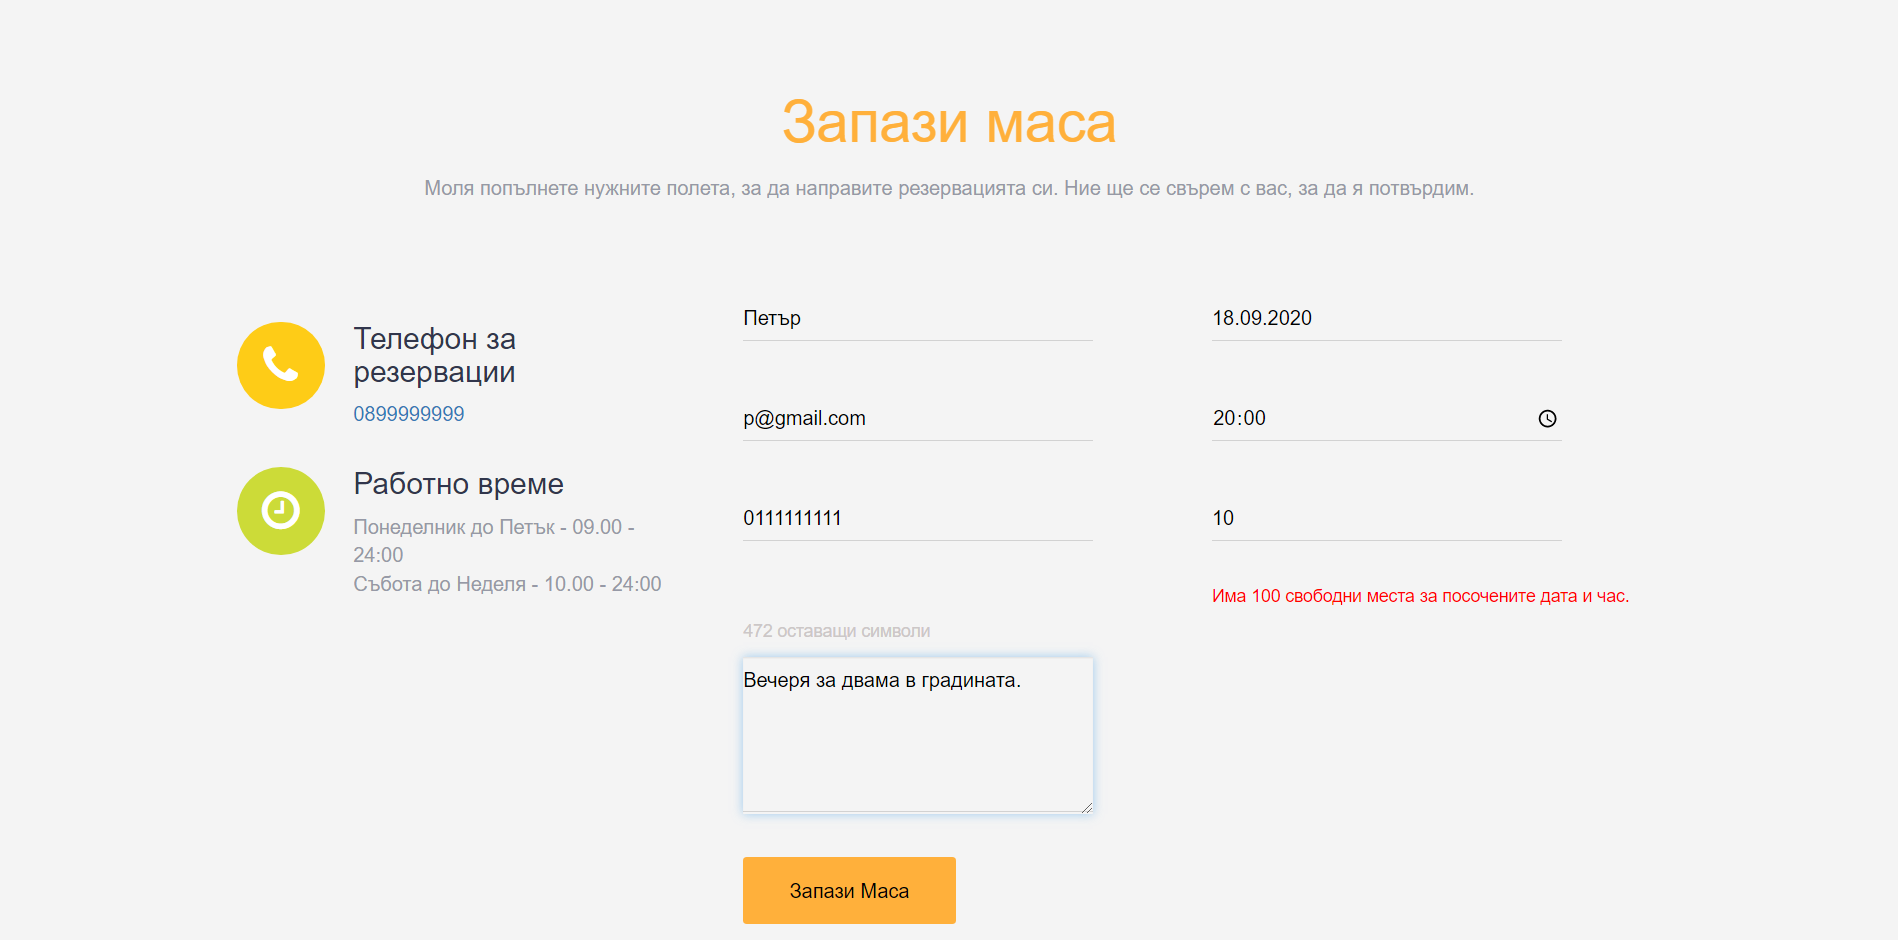 Запази маса
Моля попълнете нужните полета, за да направите резервацията си. Ние ще се свърем с вас, за да я потвърдим.
Телефон за
резервации
0899999999
Работно време
Понеделник до Петък - 09.00 -
24:00
Събота до Неделя - 10.00 - 24:00
Петър
18.09.2020
p@gmail.com
20:00
0111111111
10
Има 100 свободни места за посочените дата и час.
472 оставащи символи
Вечеря за двама в градината.
Запази Маса